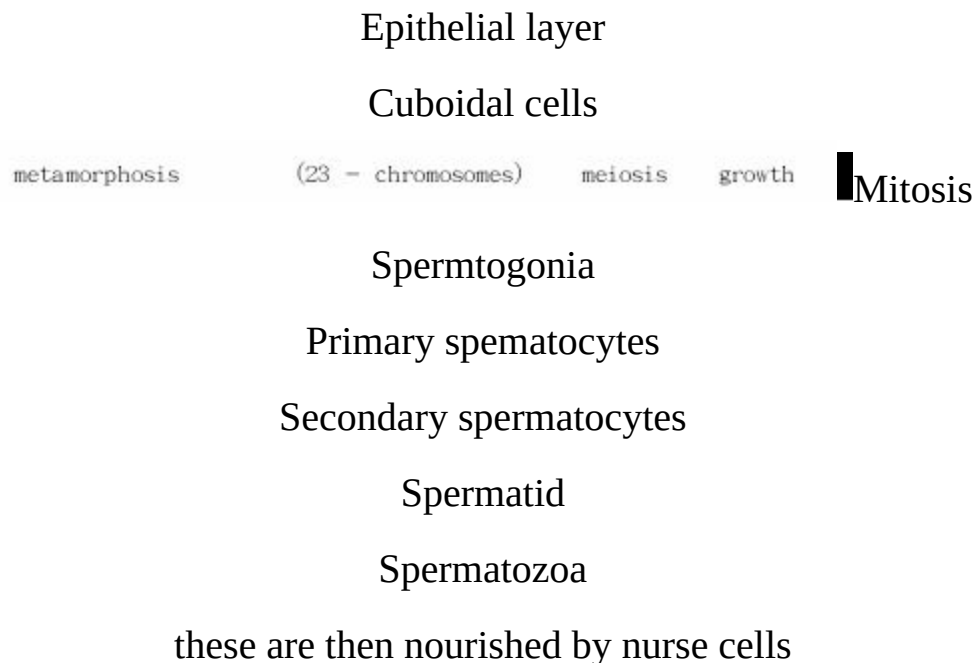 Epithelial layer
Cuboidal cells
metamorphosis (23 - chromosomes) meiosis growth Mitosis
Spermtogonia
Primary spematocytes
Secondary spermatocytes
Spermatid
Spermatozoa
these are then nourished by nurse cells